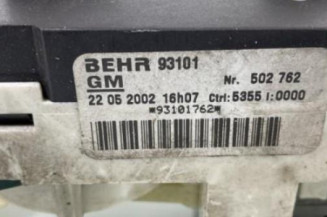 BEHR 93101
GM Nr. 502 762
22 05 2002 16h07 Ctrl:5355 I:0000
*93101762*